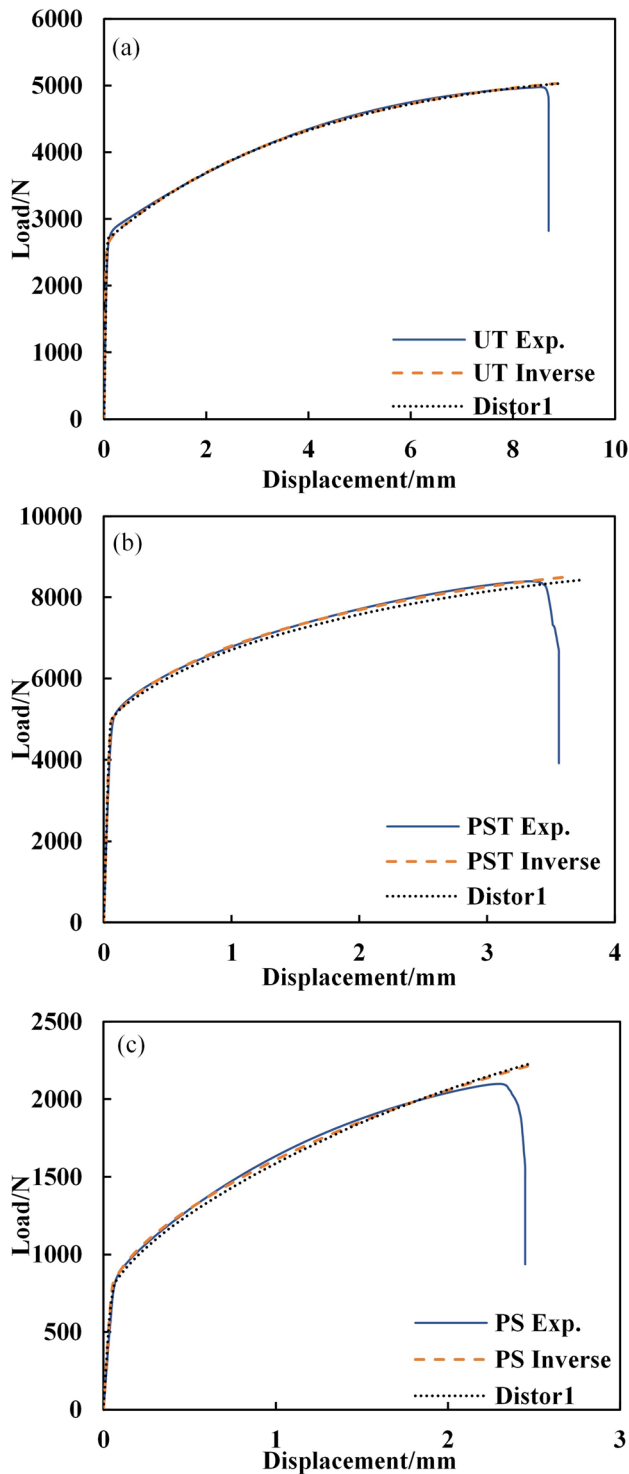 (a)
6000
5000
4000
3000
2000
1000
0
Load/N
UT Exp.
UT Inverse
Distor1
0 2 4 6 8 10
Displacement/mm
(b)
10000
8000
6000
4000
2000
0
Load/N
PST Exp.
PST Inverse
Distor1
0 1 2 3 4
Displacement/mm
(c)
2500
2000
1500
1000
500
0
Load/N
PS Exp.
PS Inverse
Distor1
0 1 2 3
Displacement/mm